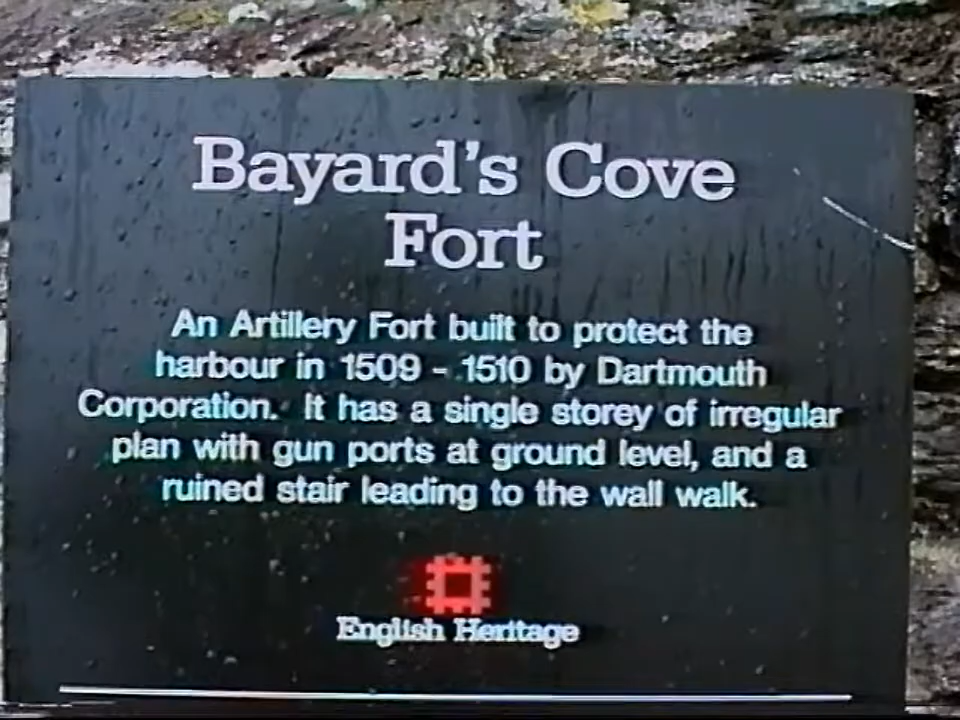 Bayard's Cove
Fort
An Artillery Fort built to protect the
harbour in 1509 - 1510 by Dartmouth
Corporation. It has a single storey of irregular
plan with gun ports at ground level, and a
ruined stair leading to the wall walk.
English Heritage